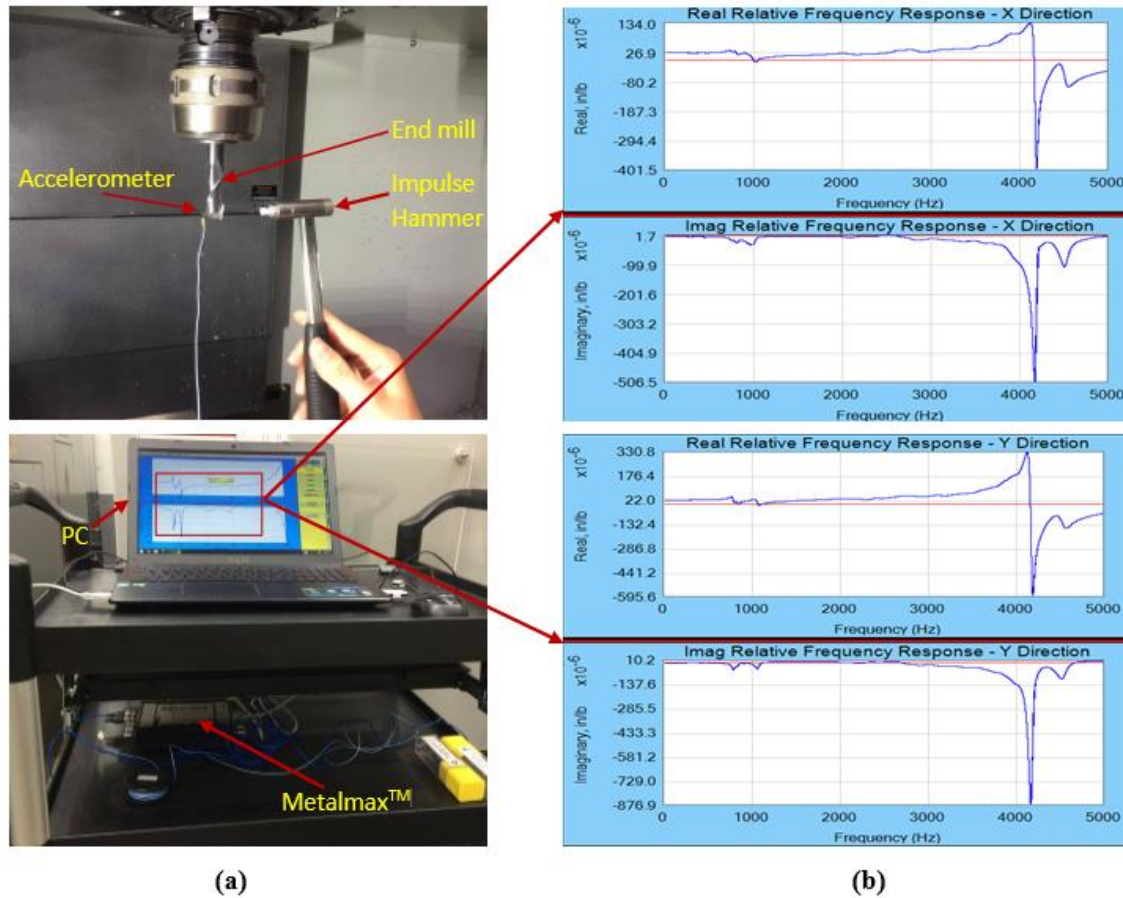 End mill
Accelerometer
Impulse
Hammer
PC
Metalmax™
(a)
Real Relative Frequency Response - X Direction
x10-6
Real, in/lb
134.0
26.9
-80.2
-187.3
-294.4
-401.5
0
1000
2000
3000
4000
5000
Frequency (Hz)
Imag Relative Frequency Response - X Direction
x10-6
Imaginary, in/lb
1.7
-99.9
-201.6
-303.2
-404.9
-506.5
0
1000
2000
3000
4000
5000
Frequency (Hz)
Real Relative Frequency Response - Y Direction
x10-6
Real, in/lb
330.8
176.4
22.0
-132.4
-286.8
-441.2
-595.6
0
1000
2000
3000
4000
5000
Frequency (Hz)
Imag Relative Frequency Response - Y Direction
x10-6
Imaginary, in/lb
10.2
-137.6
-285.4
-433.3
-581.2
-729.0
-876.9
0
1000
2000
3000
4000
5000
Frequency (Hz)
(b)